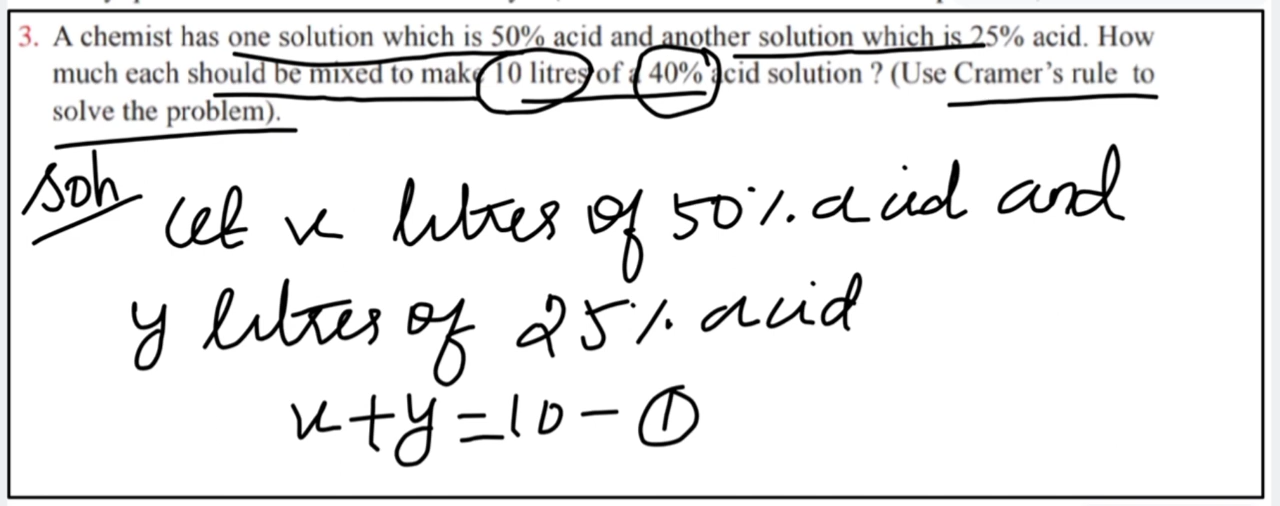 3. A chemist has one solution which is 50% acid and another solution which is 25% acid. How
much each should be mixed to make 10 litres of a 40% acid solution ? (Use Cramer’s rule to
solve the problem).
Soln
Let x litres of 50% acid and
y litres of 25% acid
x+y=10-①